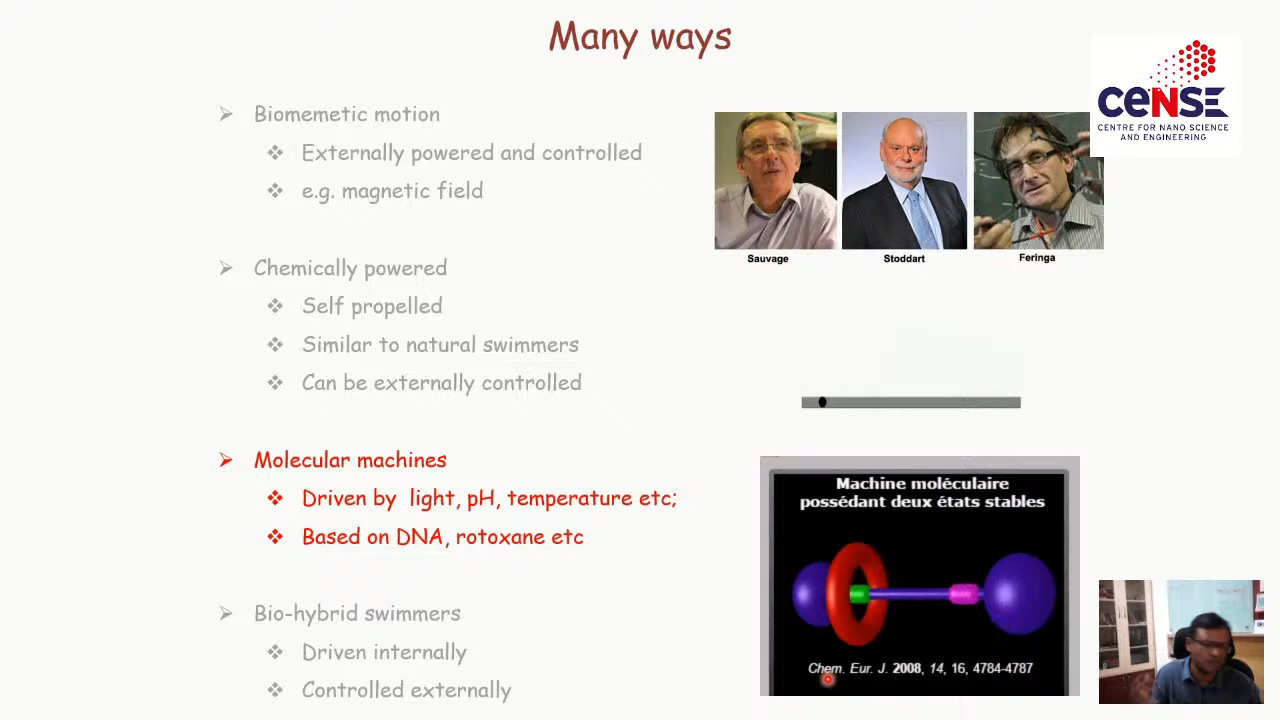 Many ways
ceNSE
CENTRE FOR NANO SCIENCE
AND ENGINEERING
Biomemetic motion
Externally powered and controlled
e.g. magnetic field
Sauvage
Stoddart
Feringa
Chemically powered
Self propelled
Similar to natural swimmers
Can be externally controlled
Molecular machines
Driven by light, pH, temperature etc;
Based on DNA, rotoxane etc
Machine moléculaire
possédant deux états stables
Chem. Eur. J. 2008, 14, 16, 4784-4787
Bio-hybrid swimmers
Driven internally
Controlled externally